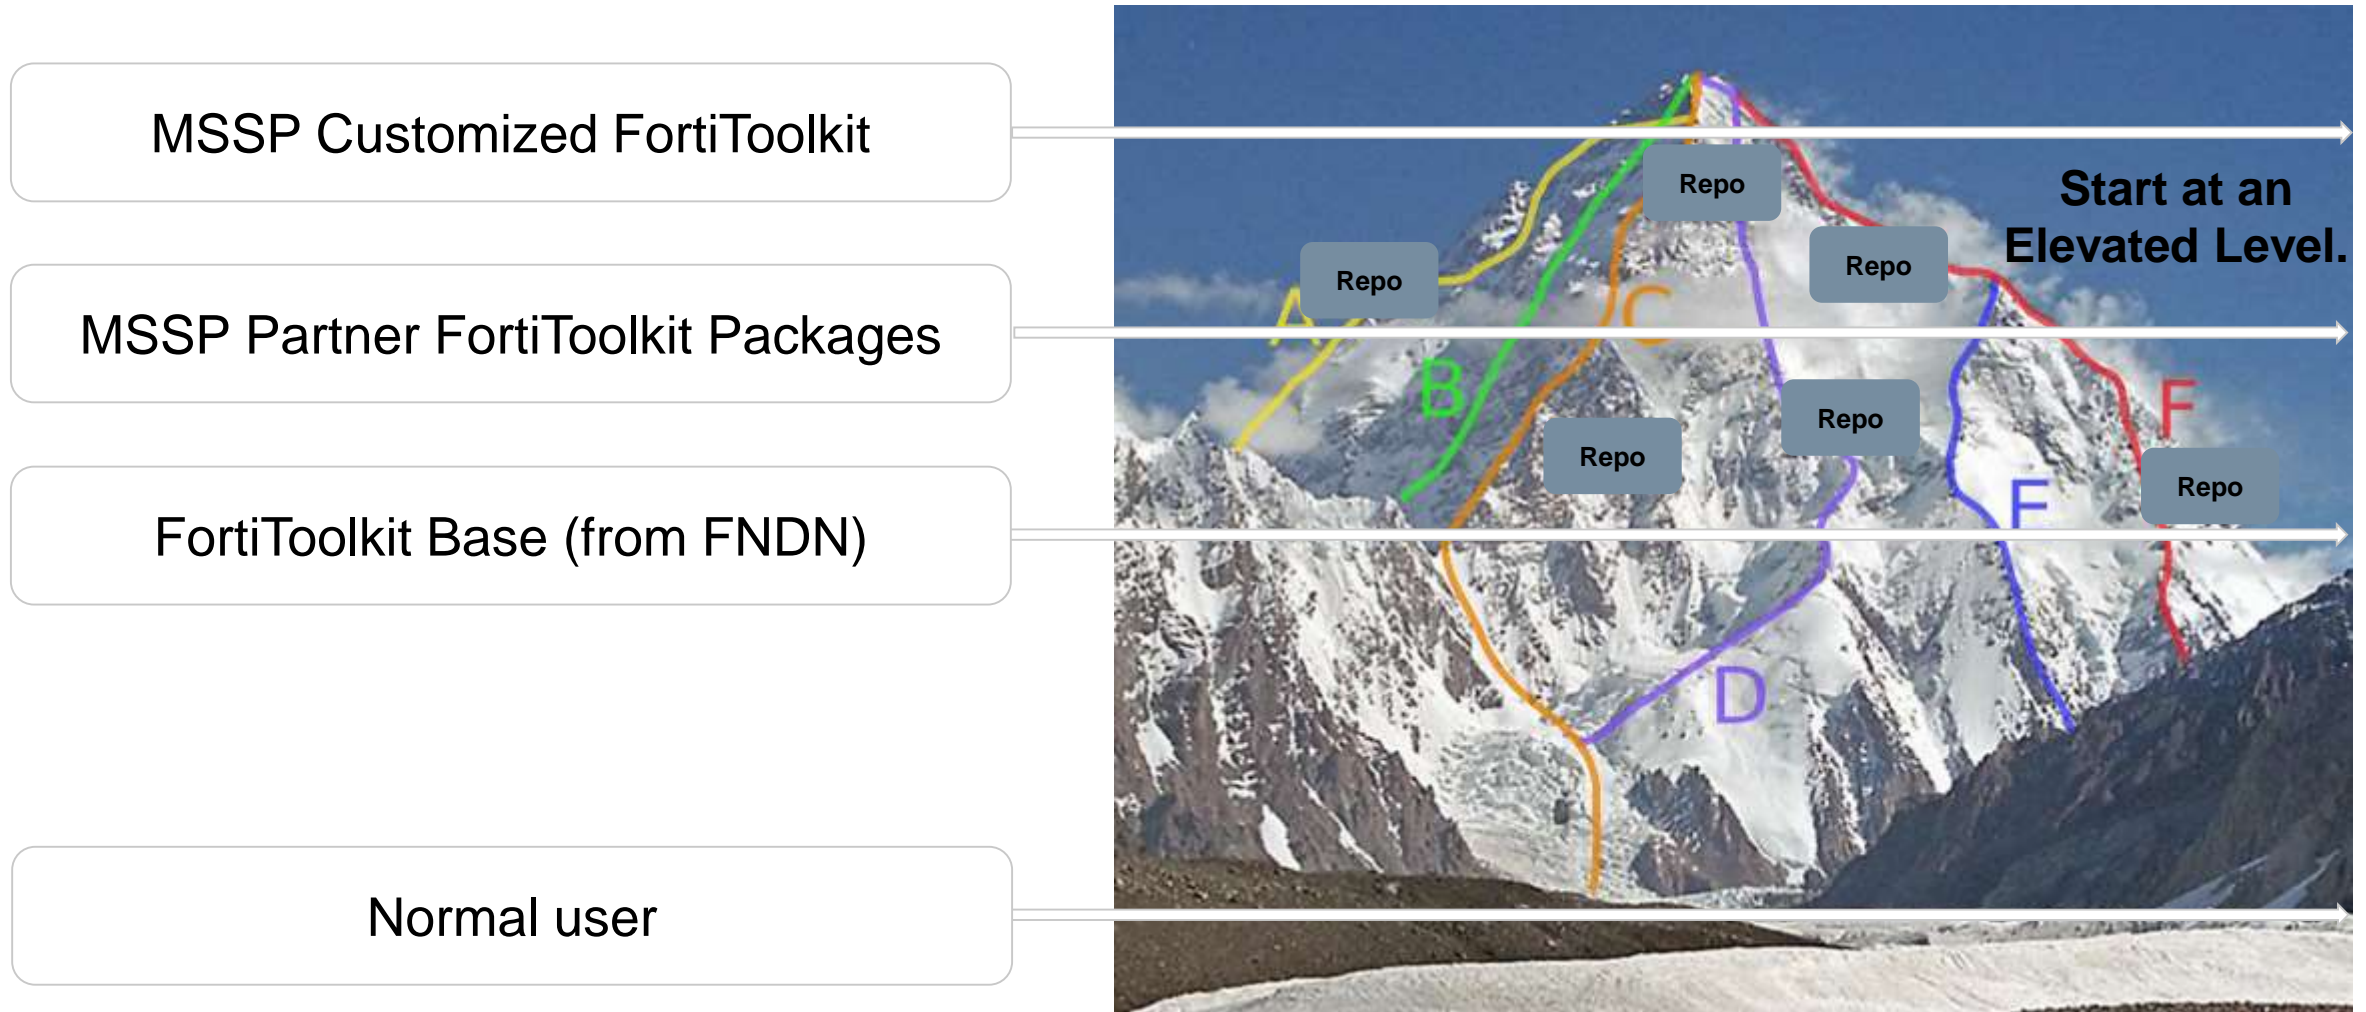 MSSP Customized FortiToolkit
Repo
Start at an
Elevated Level.
Repo
Repo
A
C
MSSP Partner FortiToolkit Packages
B
F
Repo
Repo
Repo
E
FortiToolkit Base (from FNDN)
D
Normal user